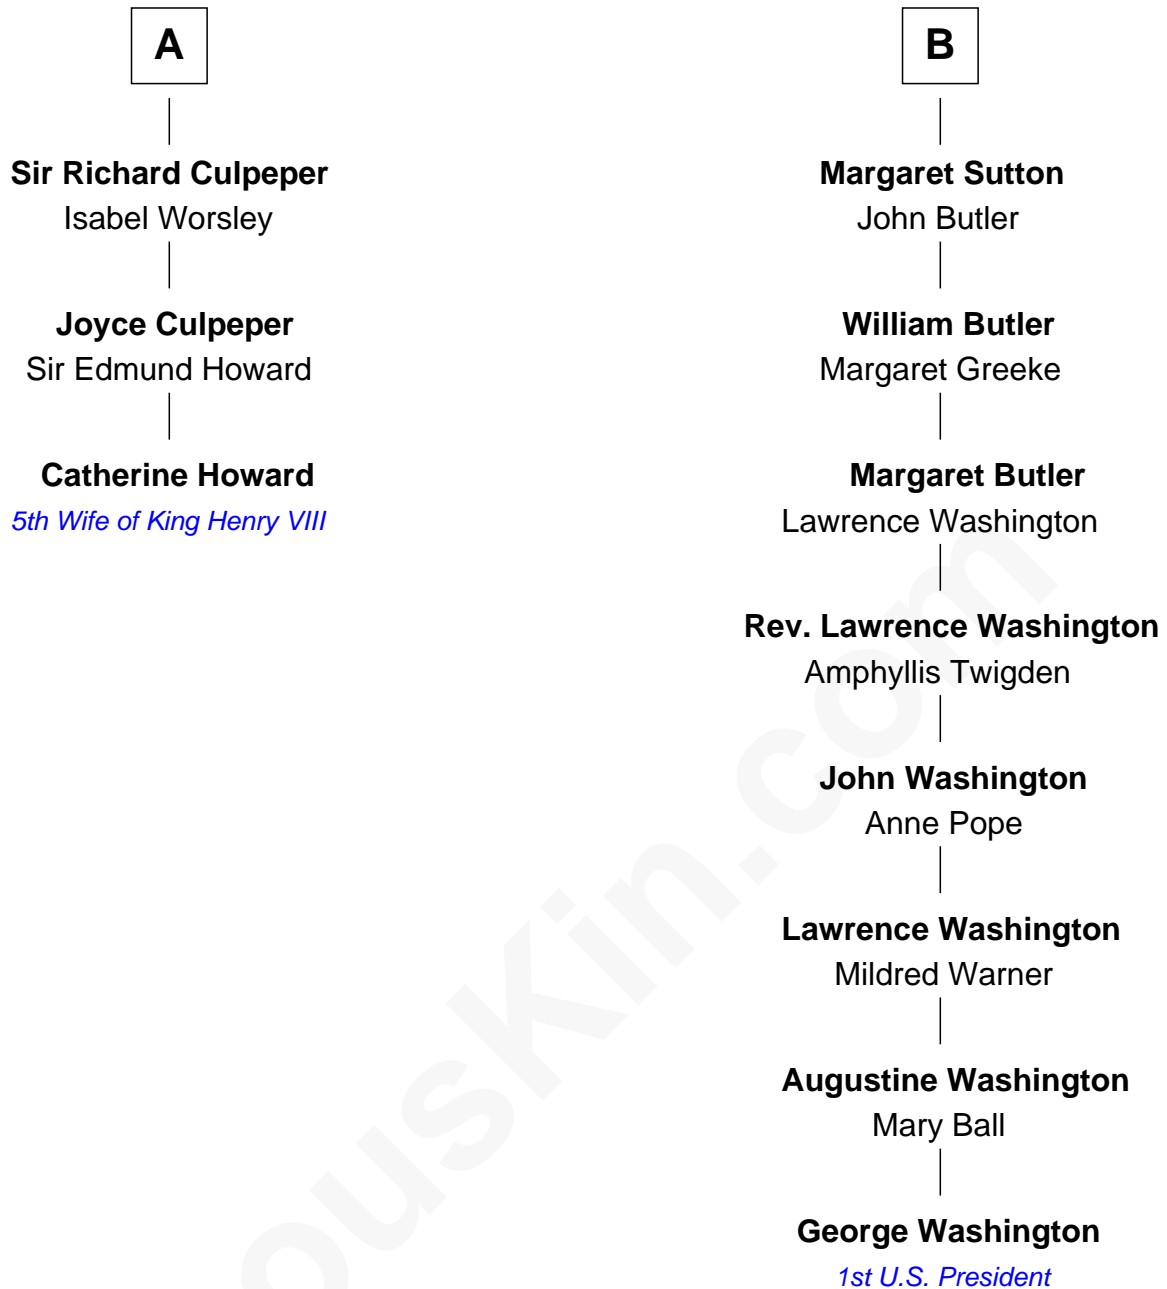 A
Sir Richard Culpeper
Isabel Worsley
Joyce Culpeper
Sir Edmund Howard
Catherine Howard
5th Wife of King Henry VIII
B
Margaret Sutton
John Butler
William Butler
Margaret Greeke
Margaret Butler
Lawrence Washington
Rev. Lawrence Washington
Amphyllis Twigden
John Washington
Anne Pope
Lawrence Washington
Mildred Warner
Augustine Washington
Mary Ball
George Washington
1st U.S. President
ousKin.com